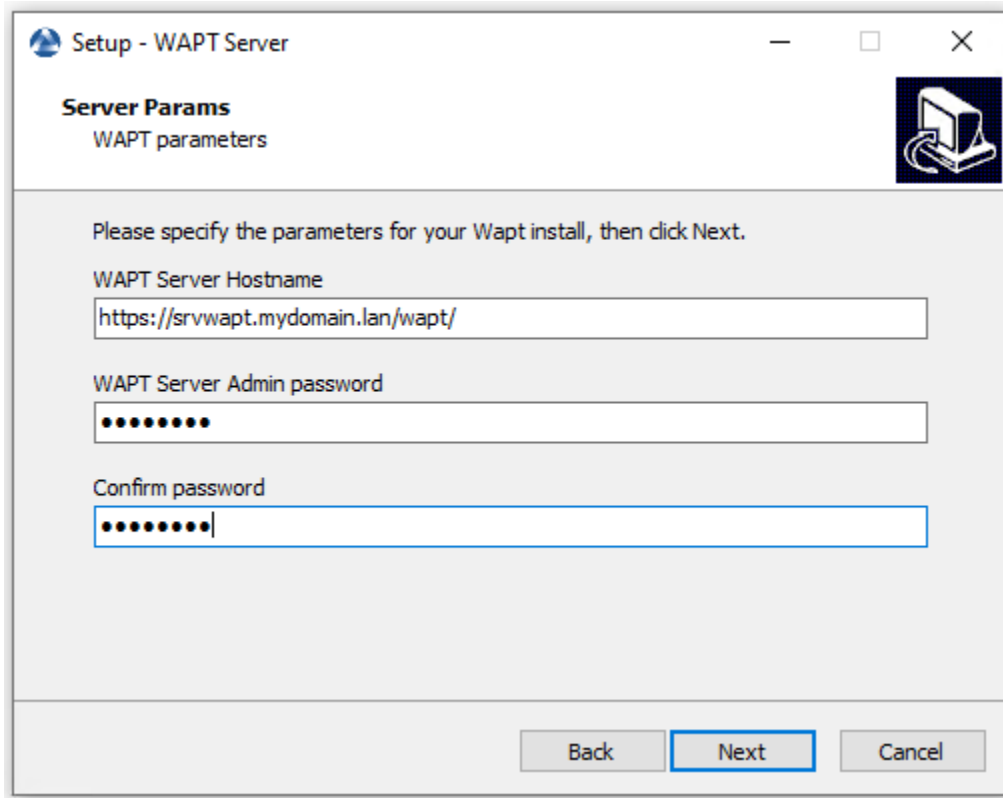 Setup - WAPT Server
Server Params
WAPT parameters
Please specify the parameters for your Wapt install, then click Next.
WAPT Server Hostname
https://srvwapt.mydomain.lan/wapt/
WAPT Server Admin password
●●●●●●●●
Confirm password
●●●●●●●●
Back Next Cancel